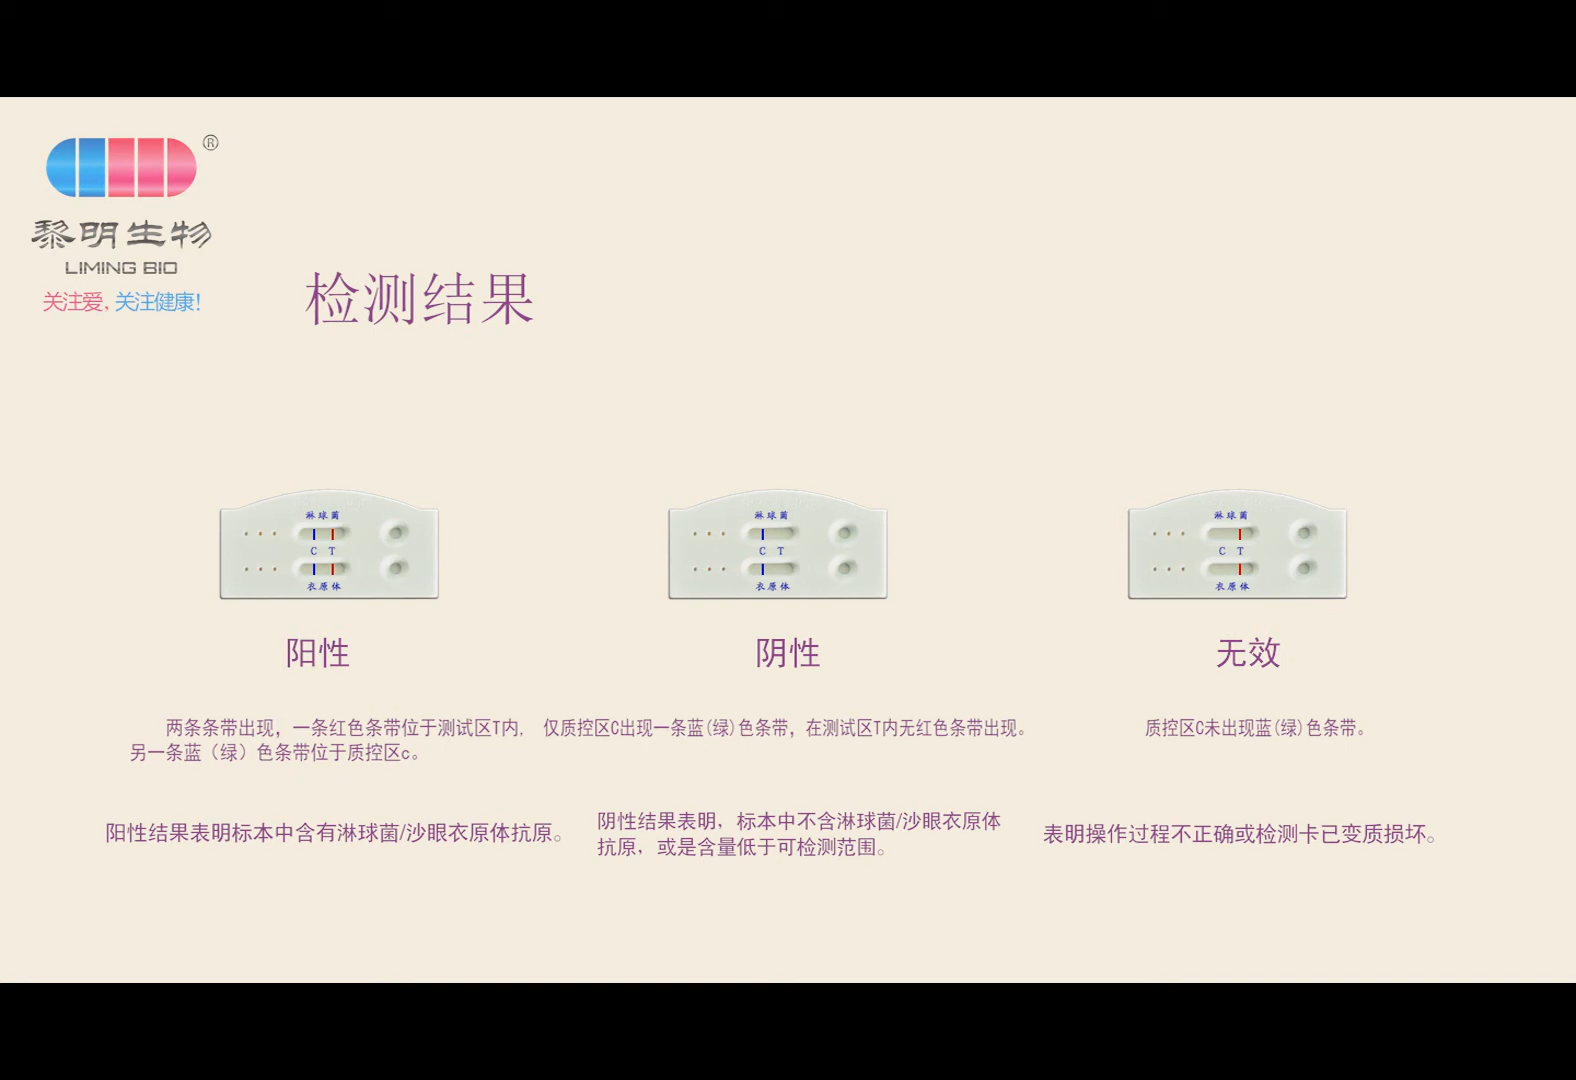 ®
黎明生物
LIMING BIO
关注爱,关注健康!
检测结果
淋球菌
C T
衣原体
淋球菌
C T
衣原体
淋球菌
C T
衣原体
阳性
阴性
无效
两条条带出现，一条红色条带位于测试区T内,
另一条蓝（绿）色条带位于质控区c。
仅质控区C出现一条蓝(绿)色条带，在测试区T内无红色条带出现。
质控区C未出现蓝(绿)色条带。
阳性结果表明标本中含有淋球菌/沙眼衣原体抗原。
阴性结果表明，标本中不含淋球菌/沙眼衣原体
抗原，或是含量低于可检测范围。
表明操作过程不正确或检测卡已变质损坏。